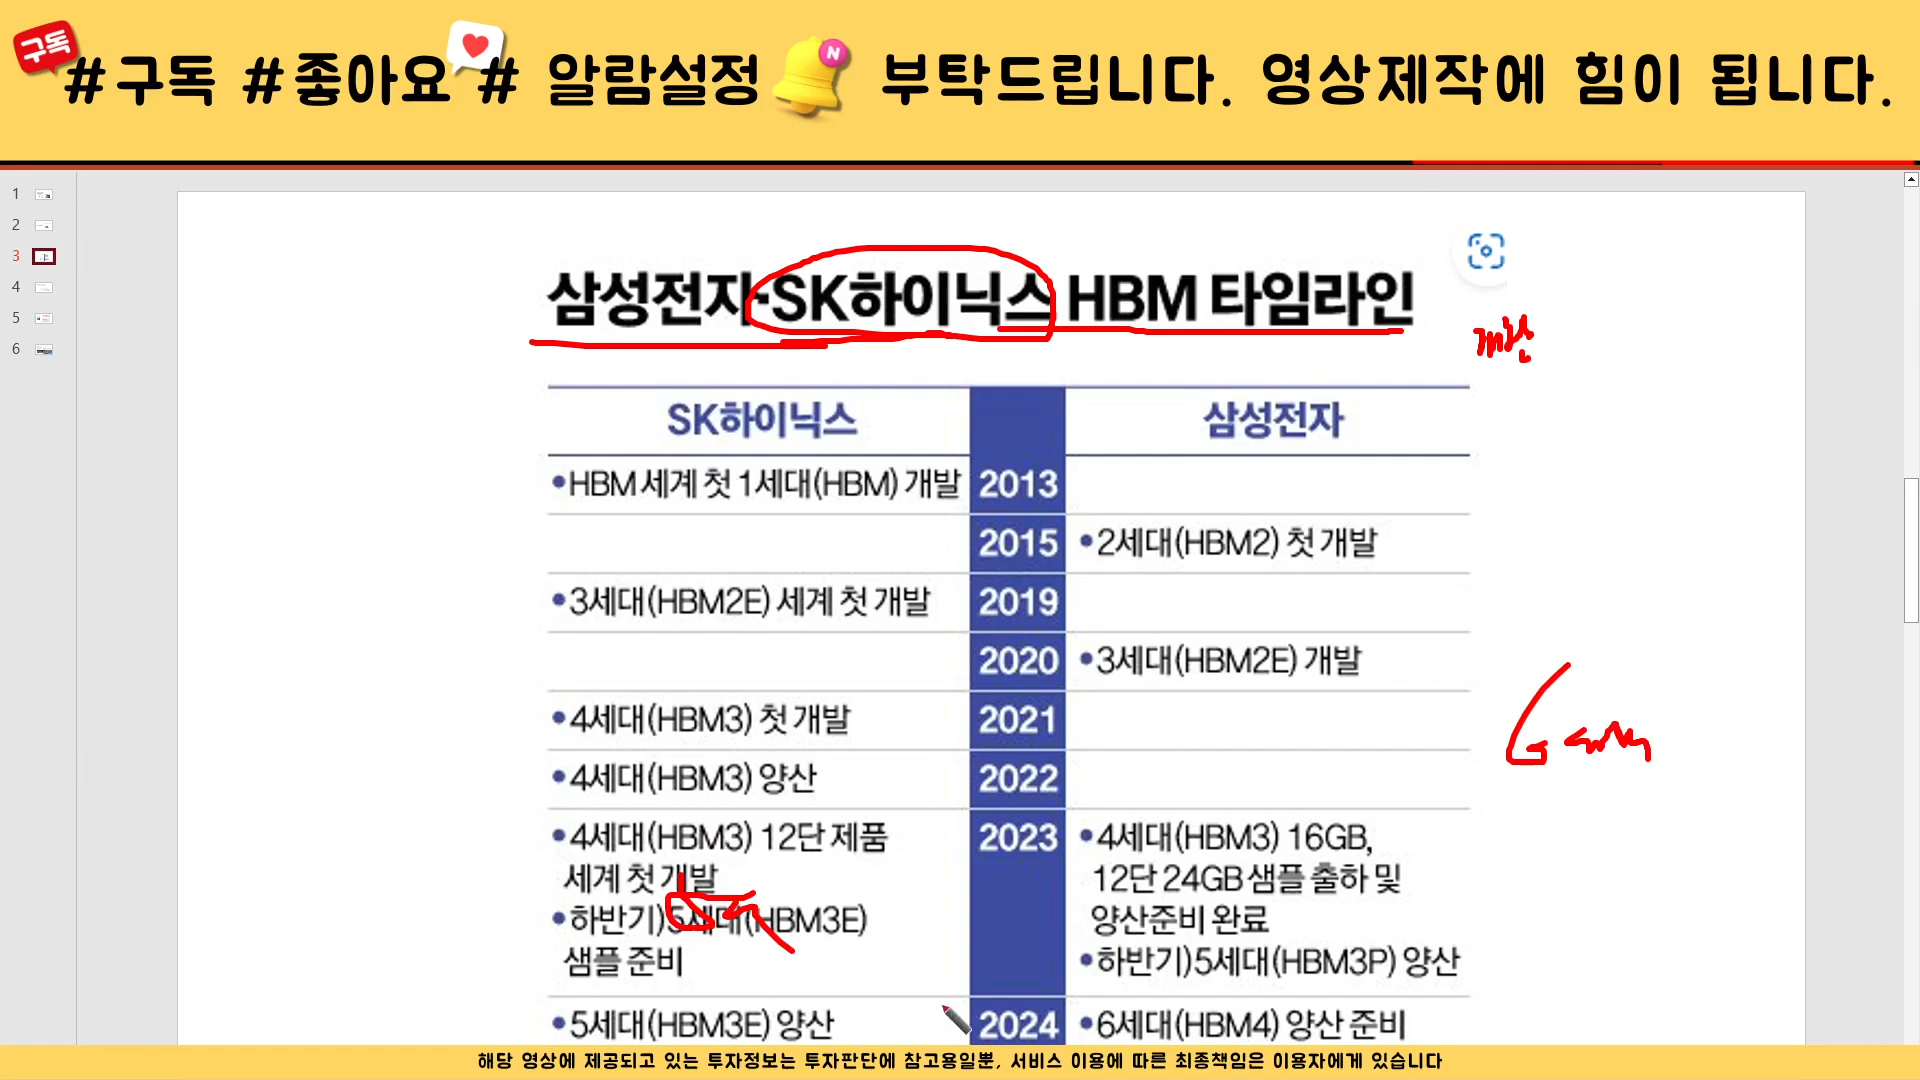 구독
#구독 #좋아요 # 알람설정 N 부탁드립니다. 영상제작에 힘이 됩니다.
1
2
3
4
5
6
삼성전자·SK하이닉스 HBM 타임라인
SK하이닉스 삼성전자
•HBM 세계 첫 1세대(HBM) 개발 2013
2015 •2세대(HBM2) 첫 개발
•3세대(HBM2E) 세계 첫 개발 2019
2020 •3세대(HBM2E) 개발
•4세대(HBM3) 첫 개발 2021
•4세대(HBM3) 양산 2022
•4세대(HBM3) 12단 제품
세계 첫 개발
•하반기)5세대(HBM3E)
샘플 준비
2023
•4세대(HBM3) 16GB,
12단 24GB 샘플 출하 및
양산준비 완료
•하반기)5세대(HBM3P) 양산
•5세대(HBM3E) 양산 2024 •6세대(HBM4) 양산 준비
해당 영상에 제공되고 있는 투자정보는 투자판단에 참고용일뿐, 서비스 이용에 따른 최종책임은 이용자에게 있습니다